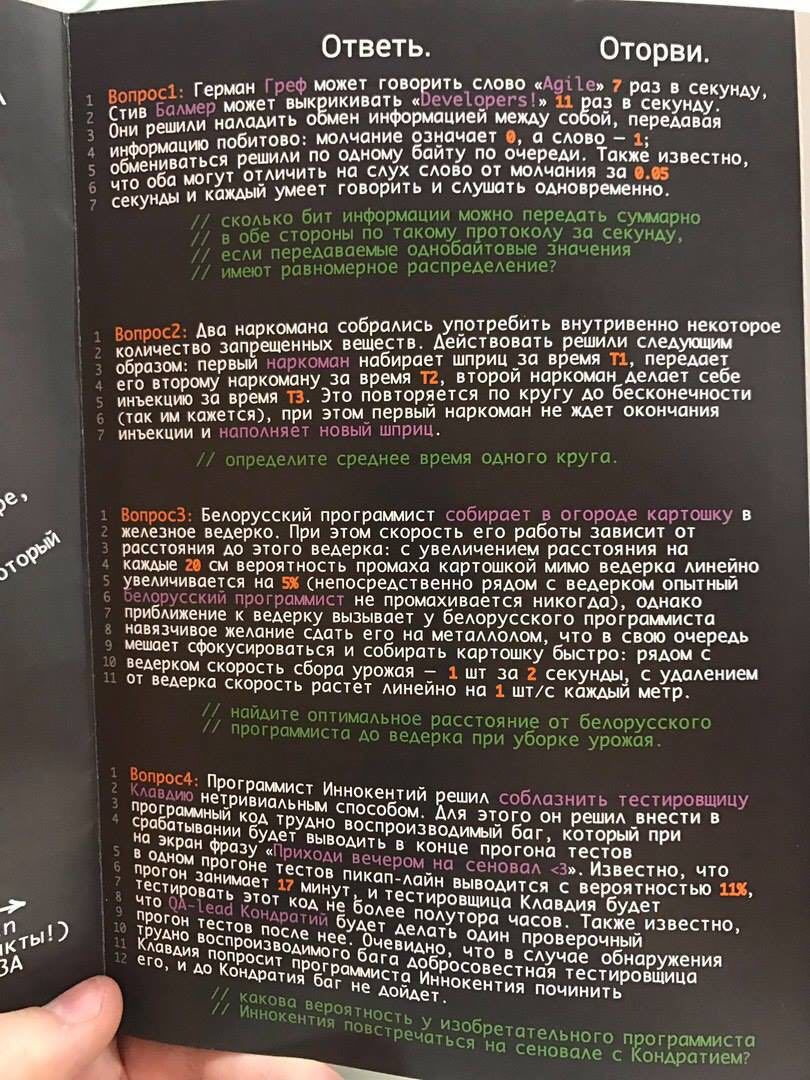 Ответь. Оторви.
1 Вопрос1: Герман Греф может говорить слово «Agile» 7 раз в секунду,
2 Стив Балмер может выкрикивать «Developers!» 11 раз в секунду.
3 Они решили наладить обмен информацией между собой, передавая
4 информацию побитово: молчание означает 0, а слово — 1;
5 обмениваться решили по одному байту по очереди. Также известно,
6 что оба могут отличить на слух слово от молчания за 0.05
7 секунды и каждый умеет говорить и слушать одновременно.
// сколько бит информации можно передать суммарно
// в обе стороны по такому протоколу за секунду,
// если передаваемые однобайтовые значения
// имеют равномерное распределение?
1 Вопрос2: Два наркомана собрались употребить внутривенно некоторое
2 количество запрещенных веществ. Действовать решили следующим
3 образом: первый наркоман набирает шприц за время T1, передает
4 его второму наркоману за время T2, второй наркоман делает себе
5 инъекцию за время T3. Это повторяется по кругу до бесконечности
6 (так им кажется), при этом первый наркоман не ждет окончания
7 инъекции и наполняет новый шприц.
// определите среднее время одного круга.
1 Вопрос3: Белорусский программист собирает в огороде картошку в
2 железное ведерко. При этом скорость его работы зависит от
3 расстояния до этого ведерка: с увеличением расстояния на
4 каждые 20 см вероятность промаха картошкой мимо ведерка линейно
5 увеличивается на 5% (непосредственно рядом с ведерком опытный
6 белорусский программист не промахивается никогда), однако
7 приближение к ведерку вызывает у белорусского программиста
8 навязчивое желание сдать его на металлолом, что в свою очередь
9 мешает сфокусироваться и собирать картошку быстро: рядом с
10 ведерком скорость сбора урожая — 1 шт за 2 секунды, с удалением
11 от ведерка скорость растет линейно на 1 шт/с каждый метр.
// найдите оптимальное расстояние от белорусского
// программиста до ведерка при уборке урожая.
1 Вопрос4: Программист Иннокентий решил соблазнить тестировщицу
2 Клавдию нетривиальным способом. Для этого он решил внести в
3 программный код трудно воспроизводимый баг, который при
4 срабатывании будет выводить в конце прогона тестов
на экран фразу «Приходи вечером на сеновал <3». Известно, что
5 в одном прогоне тестов пикап-лайн выводится с вероятностью 11%,
6 прогон занимает 17 минут, и тестировщица Клавдия будет
7 тестировать этот код не более полутора часов. Также известно,
8 что QA-lead Кондратий будет делать один проверочный
9 прогон тестов после нее. Очевидно, что в случае обнаружения
10 трудно воспроизводимого бага добросовестная тестировщица
11 Клавдия попросит программиста Иннокентия починить
12 его, и до Кондратия баг не дойдет.
// какова вероятность у изобретательного программиста
// Иннокентия повстречаться на сеновале с Кондратием?
ре,
оторый
п
кты!)
ЗА